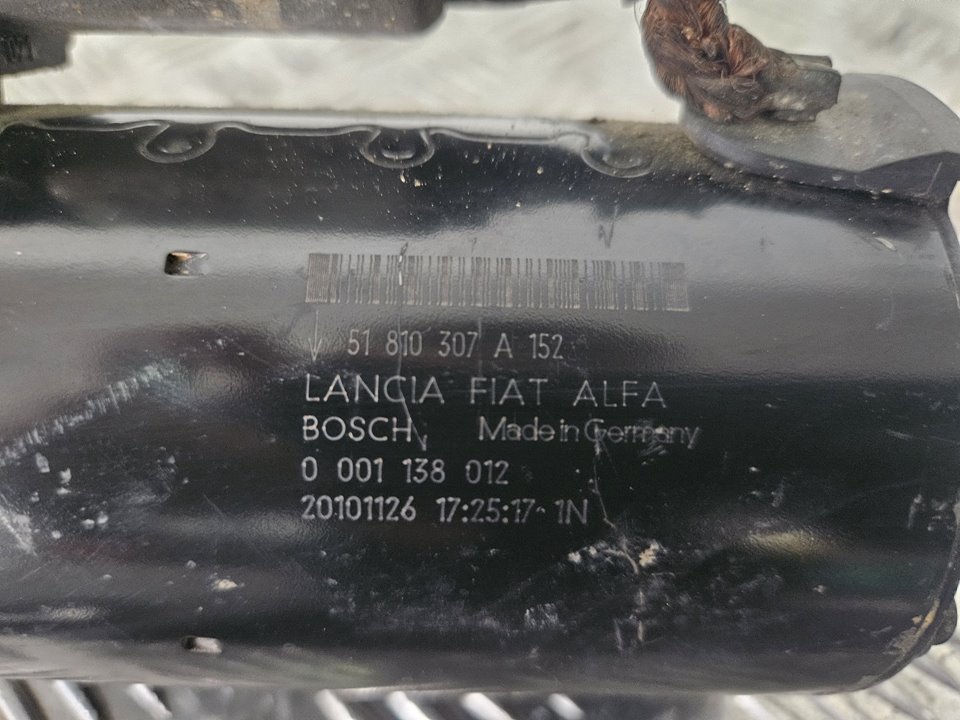 51 810 307 A 152
LANCIA FIAT ALFA
BOSCH Made in Germany
0 001 138 012
20101126 17:25:17 1N